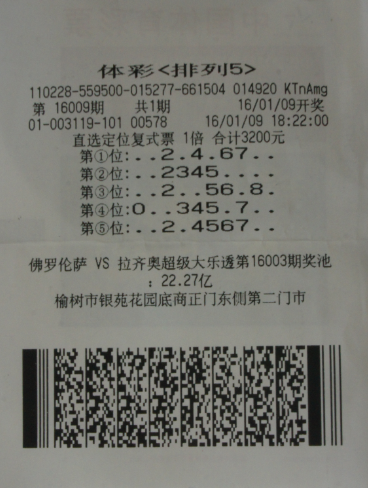 体彩<排列5>
110228-559500-015277-661504 014920 KTnAmg
第 16009期 共1期 16/01/09开奖
01-003119-101 00578 16/01/09 18:22:00
直选定位复式票 1倍 合计3200元
第①位:..2.4.67..
第②位:..2345....
第③位:..2..56.8.
第④位:0..345.7..
第⑤位:..2.4567..
佛罗伦萨 VS 拉齐奥超级大乐透第16003期奖池
:22.27亿
榆树市银苑花园底商正门东侧第二门市